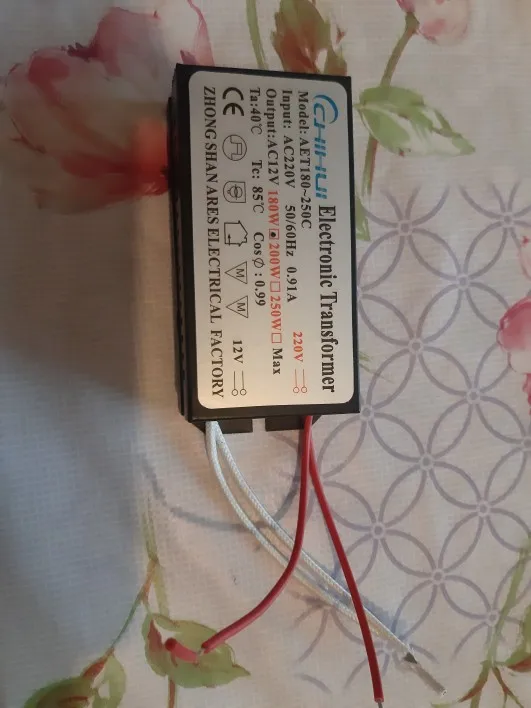 CHIHUI Electronic Transformer
Model: AET180~250C
Input: AC220V 50/60Hz 0.91A
220V
Output:AC12V 180W 200W 250W Max
Ta:40℃ Tc: 85℃ CosØ:0.99
12V
CE M M
ZHONG SHAN ARES ELECTRICAL FACTORY